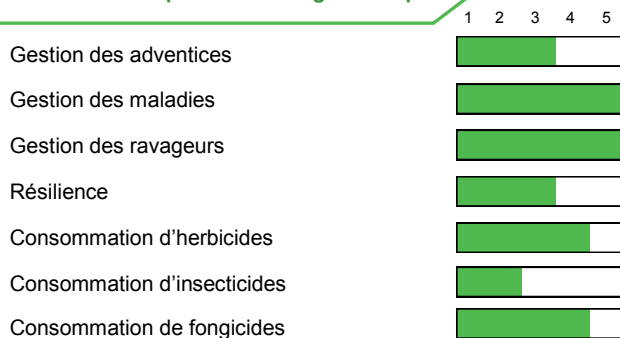 1 2 3 4 5
Gestion des adventices
Gestion des maladies
Gestion des ravageurs
Résilience
Consommation d’herbicides
Consommation d’insecticides
Consommation de fongicides